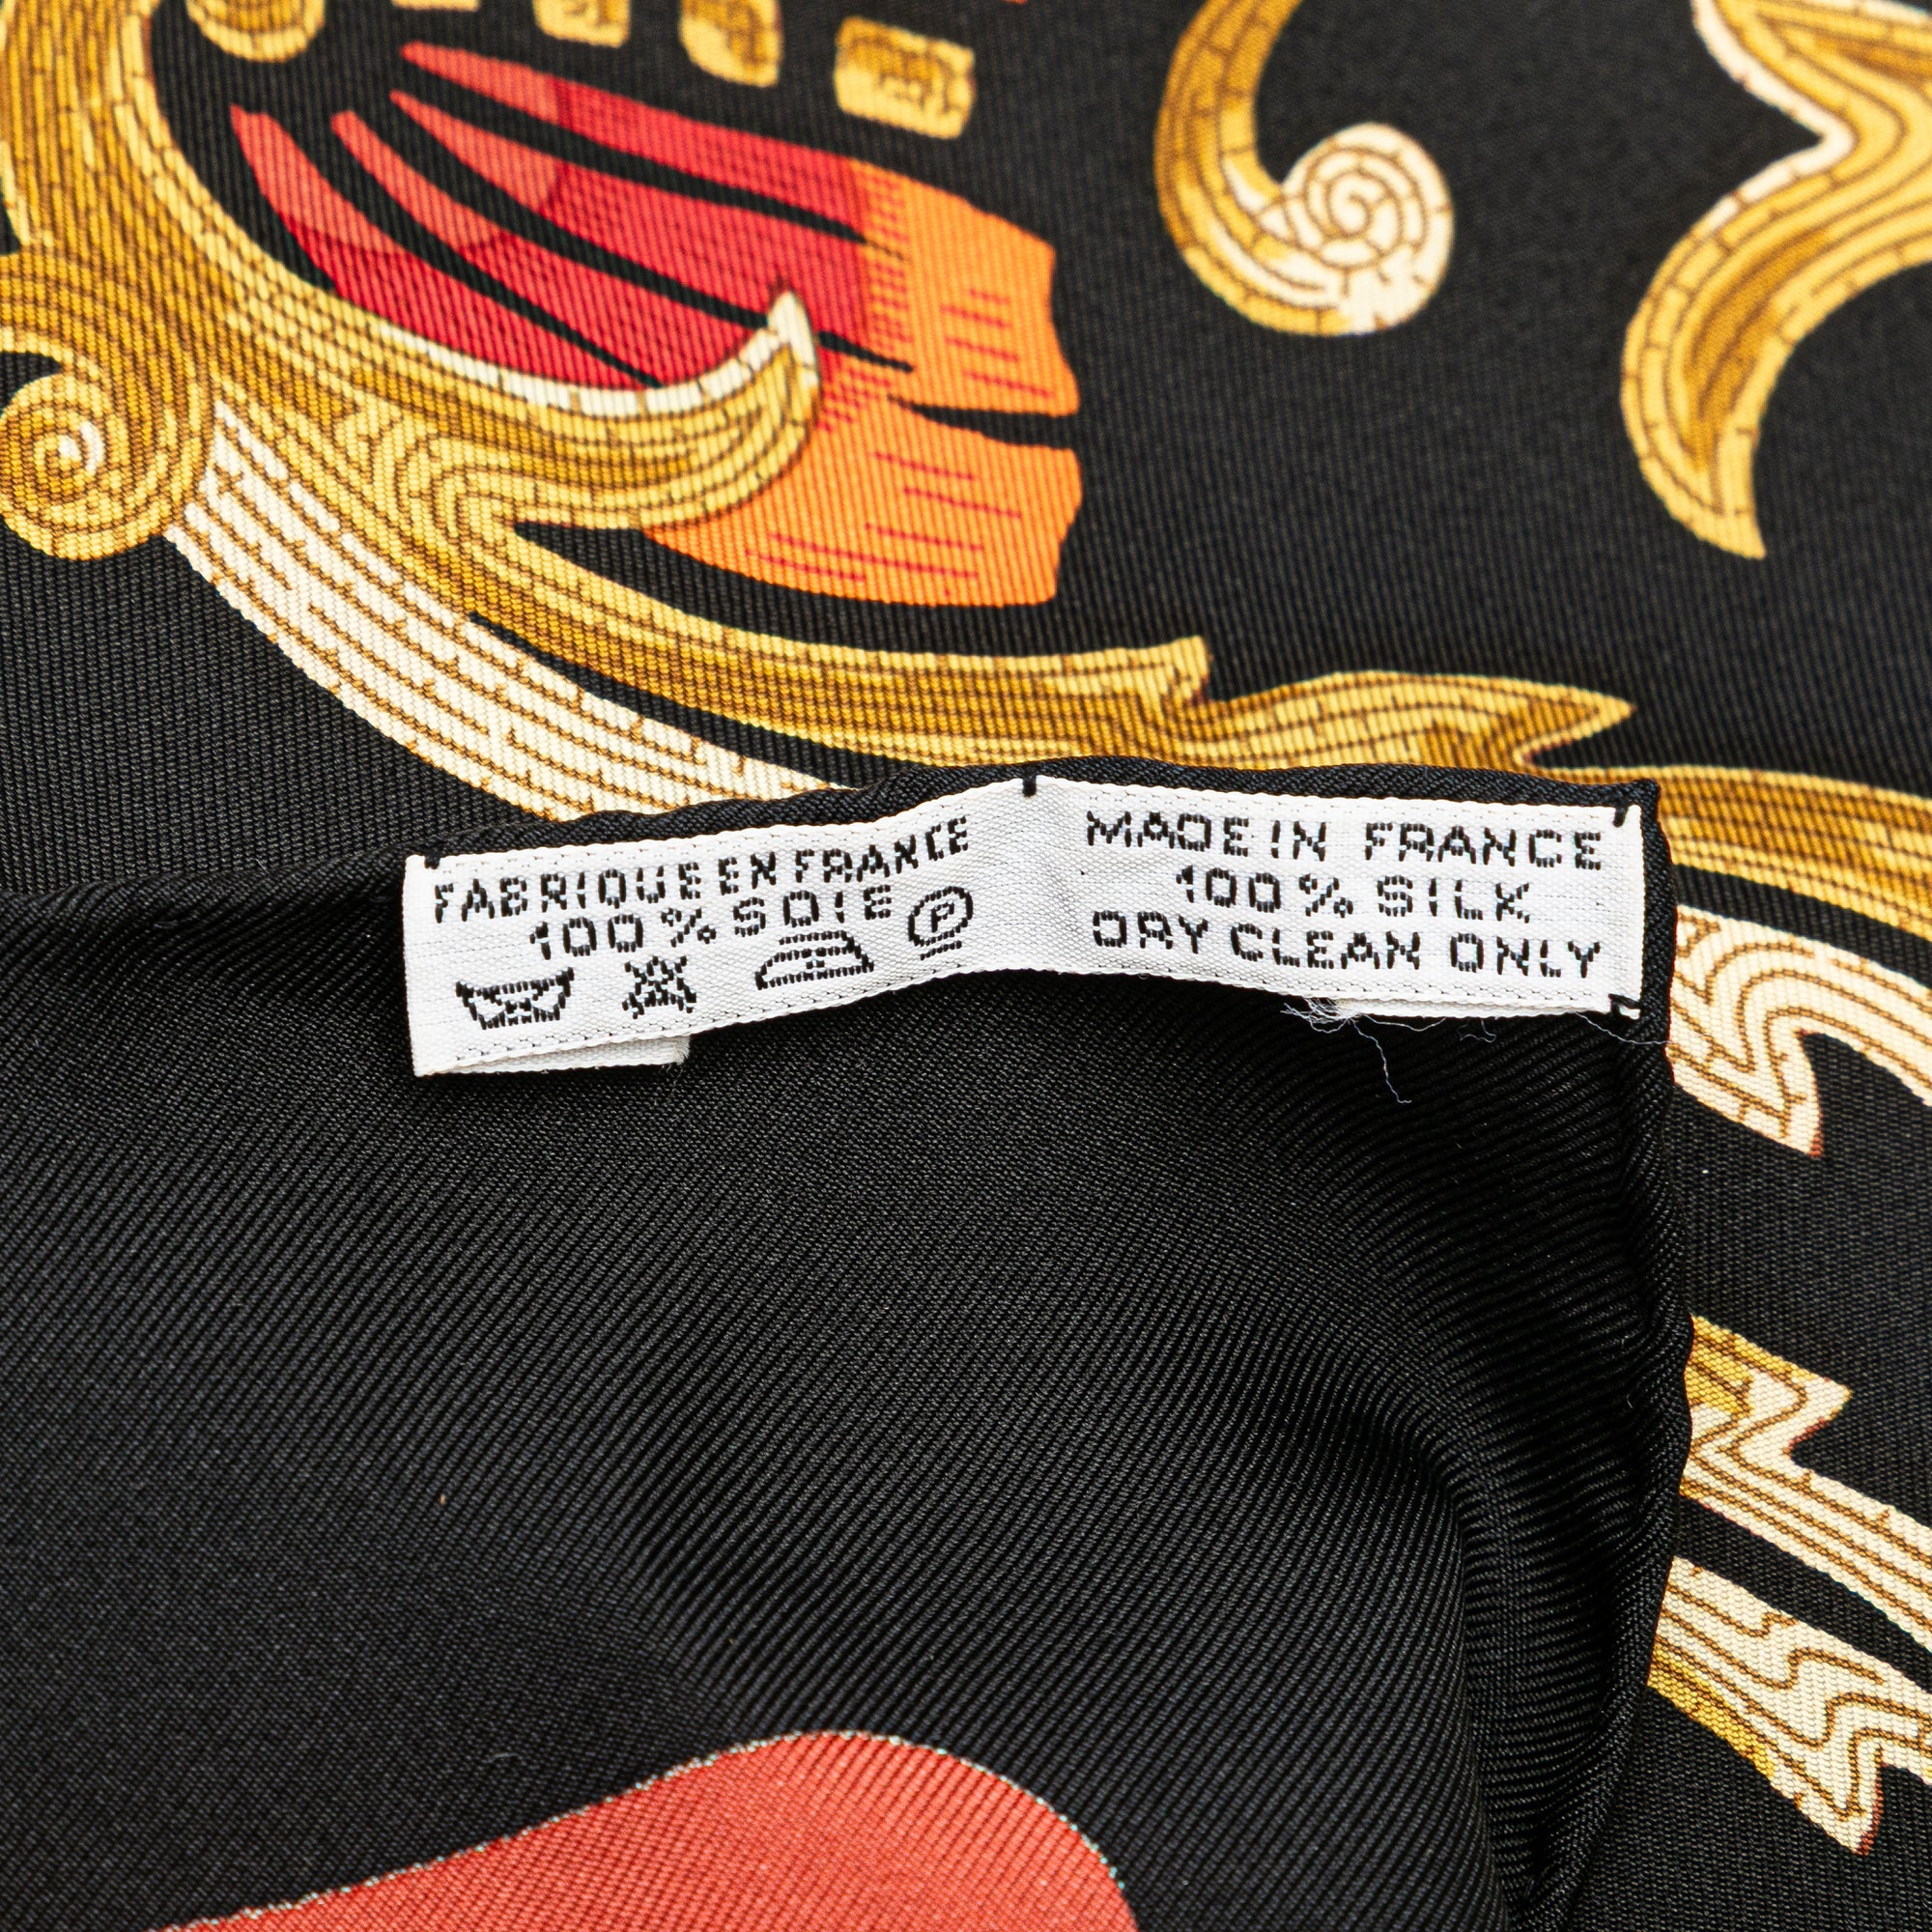 FABRIQUE EN FRANCE
100% SOIE
P
MADE IN FRANCE
100% SILK
DRY CLEAN ONLY